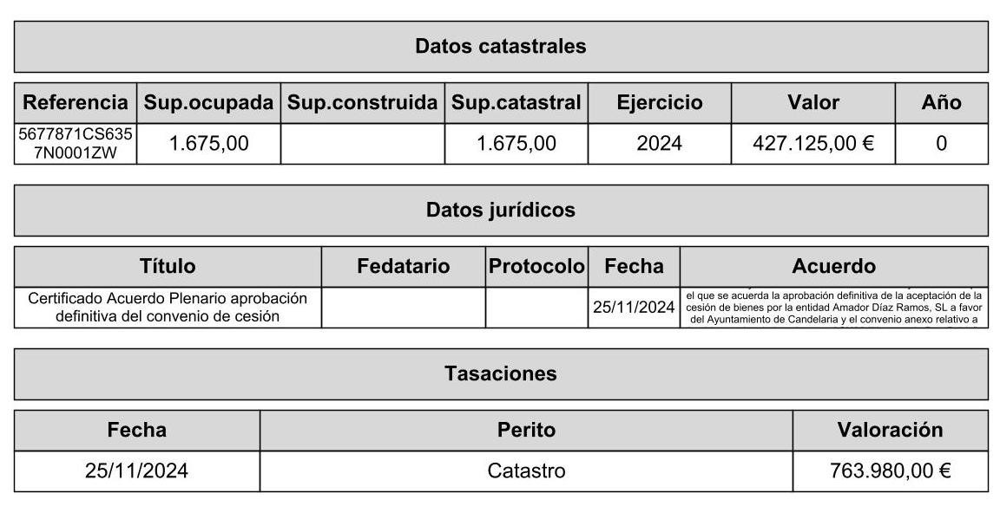 Datos catastrales
Referencia Sup.ocupada Sup.construida Sup.catastral Ejercicio Valor Año
5677871CS635
7N0001ZW 1.675,00 1.675,00 2024 427.125,00 € 0
Datos jurídicos
Título Fedatario Protocolo Fecha Acuerdo
Certificado Acuerdo Plenario aprobación
definitiva del convenio de cesión
25/11/2024
el que se acuerda la aprobación definitiva de la aceptación de la
cesión de bienes por la entidad Amador Díaz Ramos, SL a favor
del Ayuntamiento de Candelaria y el convenio anexo relativo a
Tasaciones
Fecha Perito Valoración
25/11/2024 Catastro 763.980,00 €